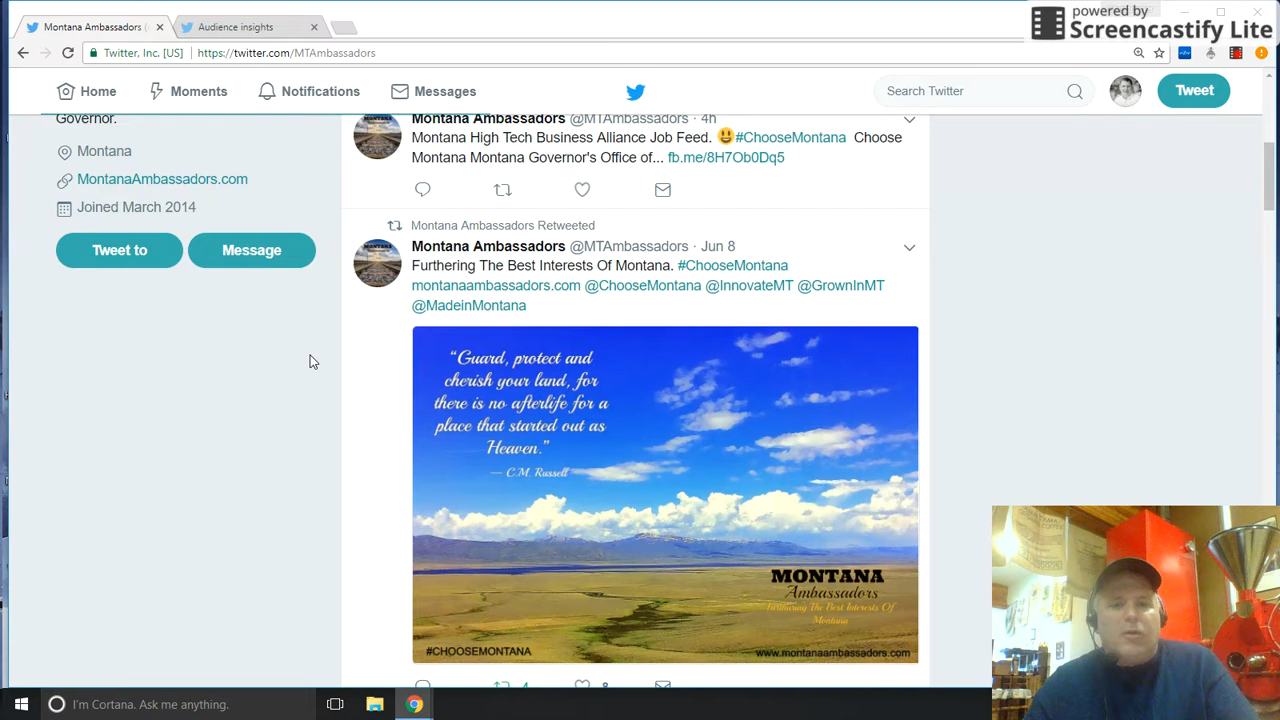 Montana Ambassadors (
Audience insights
powered by
Screencastify Lite
Twitter, Inc. [US]
https://twitter.com/MTAmbassadors
Home
Moments
Notifications
Messages
Search Twitter
Tweet
Governor.
Montana
MontanaAmbassadors.com
Joined March 2014
Tweet to
Message
Montana Ambassadors @MTAmbassadors · 4h
Montana High Tech Business Alliance Job Feed. 😃#ChooseMontana Choose
Montana Montana Governor's Office of... fb.me/8H7Ob0Dq5
Montana Ambassadors Retweeted
Montana Ambassadors @MTAmbassadors · Jun 8
Furthering The Best Interests Of Montana. #ChooseMontana
montanaambassadors.com @ChooseMontana @InnovateMT @GrownInMT
@MadeinMontana
“Guard, protect and
cherish your land, for
there is no afterlife for a
place that started out as
Heaven.”
— C.M. Russell
MONTANA
Ambassadors
Furthering The Best Interests Of
Montana
#CHOOSEMONTANA
www.montanaambassadors.com
I'm Cortana. Ask me anything.